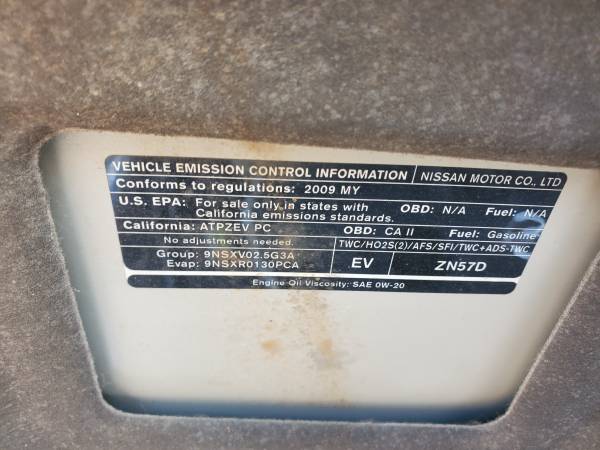 VEHICLE EMISSION CONTROL INFORMATION NISSAN MOTOR CO., LTD
Conforms to regulations: 2009 MY
U.S. EPA: For sale only in states with California emissions standards. OBD: N/A Fuel: N/A
California: ATPZEV PC OBD: CA II Fuel: Gasoline
No adjustments needed. TWC/HO2S(2)/AFS/SFI/TWC+ADS-TWC
Group: 9NSXV02.5G3A
Evap: 9NSXR0130PCA EV ZN57D
Engine Oil Viscosity: SAE 0W-20